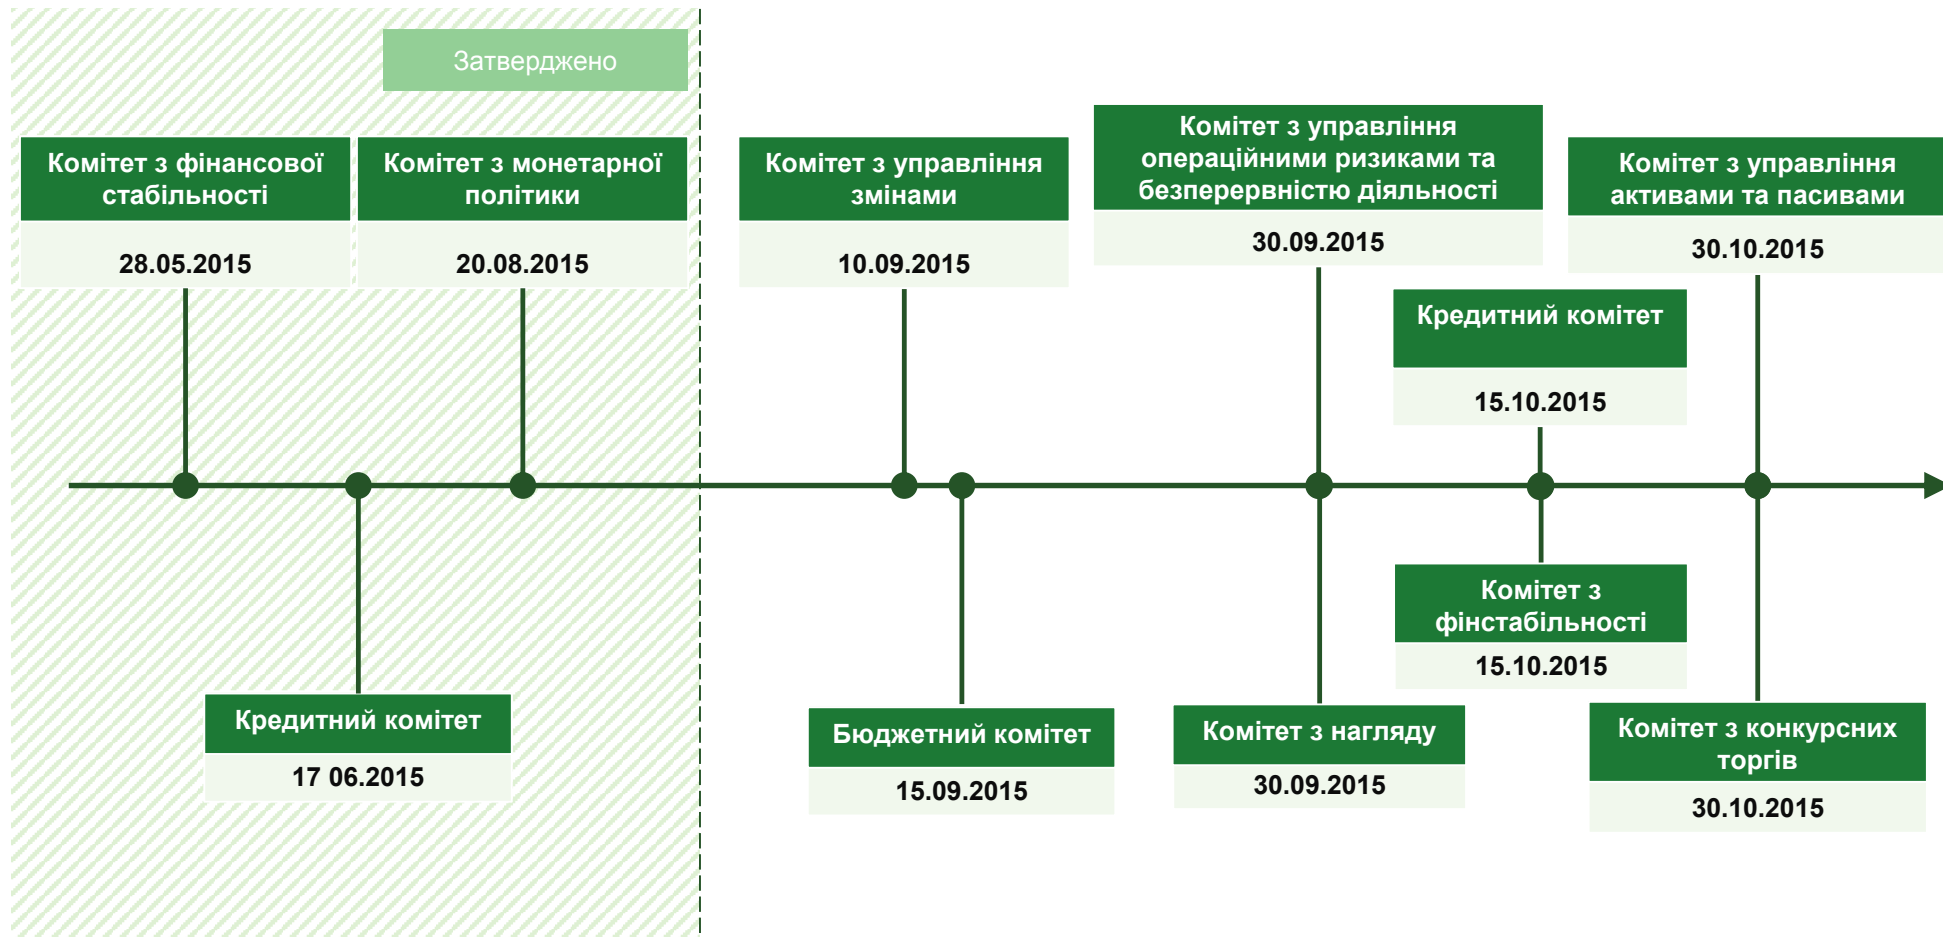 Затверджено
Комітет з фінансової
стабільності
28.05.2015
Комітет з монетарної
політики
20.08.2015
Комітет з управління
змінами
10.09.2015
Комітет з управління
операційними ризиками та
безперервністю діяльності
30.09.2015
Комітет з управління
активами та пасивами
30.10.2015
Кредитний комітет
15.10.2015
Комітет з
фінстабільності
15.10.2015
Кредитний комітет
17 06.2015
Бюджетний комітет
15.09.2015
Комітет з нагляду
30.09.2015
Комітет з конкурсних
торгів
30.10.2015